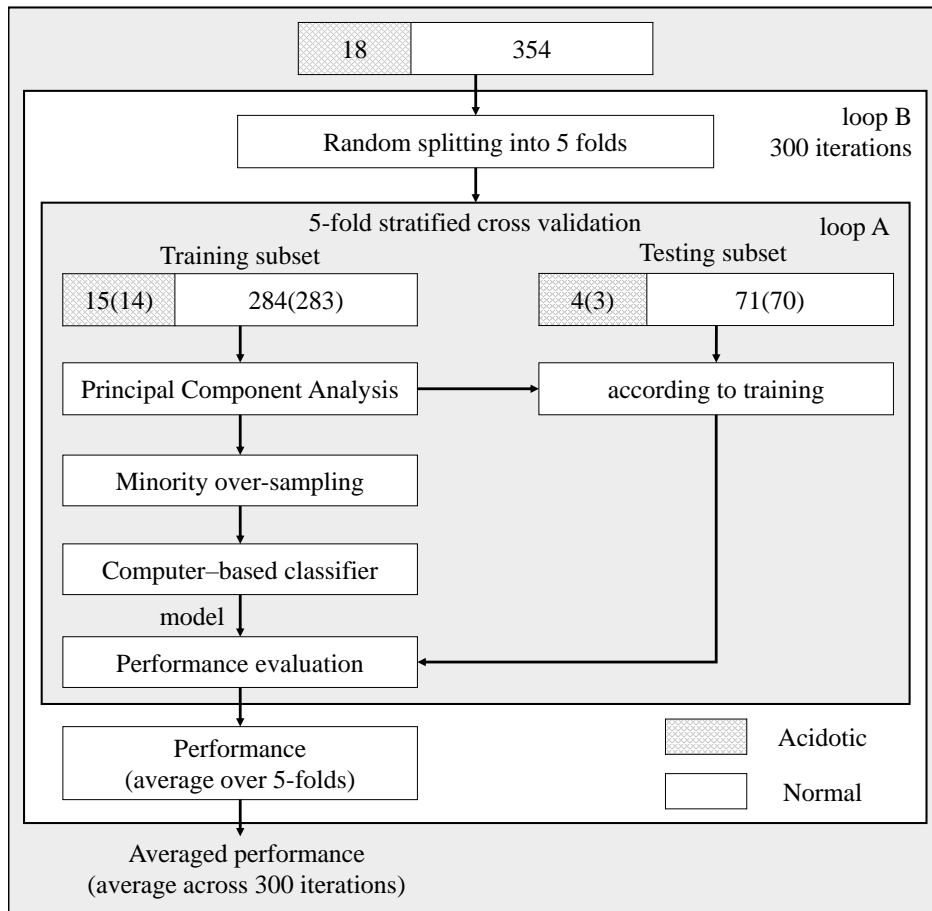 18
354
loop B
300 iterations
Random splitting into 5 folds
5-fold stratified cross validation
loop A
Training subset
Testing subset
15(14)
284(283)
4(3)
71(70)
Principal Component Analysis
according to training
Minority over-sampling
Computer–based classifier
model
Performance evaluation
Performance
(average over 5-folds)
Acidotic
Normal
Averaged performance
(average across 300 iterations)